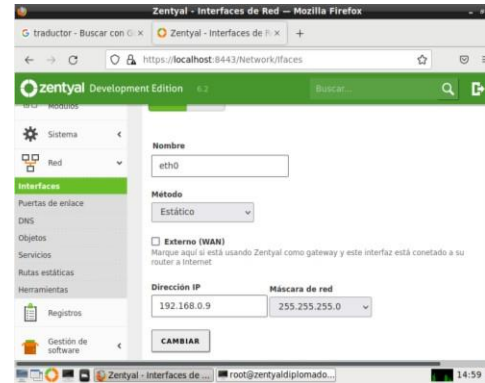 Zentyal - Interfaces de Red — Mozilla Firefox
traductor - Buscar con G
Zentyal - Interfaces de R
https://localhost:8443/Network/Ifaces
zentyal Development Edition 6.2
Buscar...
Módulos
Sistema
Red
Interfaces
Puertas de enlace
DNS
Objetos
Servicios
Rutas estáticas
Herramientas
Registros
Gestión de
software
Nombre
eth0
Método
Estático
Externo (WAN)
Marque aquí si está usando Zentyal como gateway y este interfaz está conetado a su
router a Internet
Dirección IP
Máscara de red
192.168.0.9
255.255.255.0
CAMBIAR
Zentyal - Interfaces de ...
root@zentyaldiplomado...
14:59